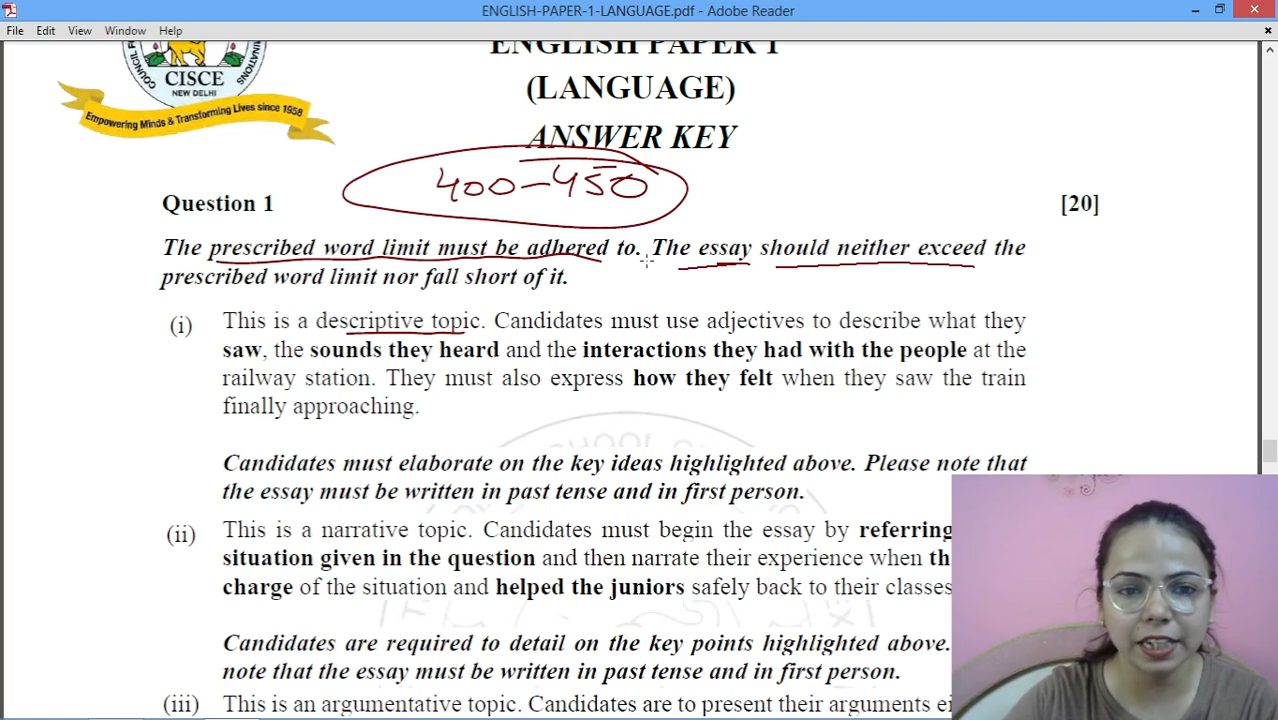 ENGLISH-PAPER-1-LANGUAGE.pdf - Adobe Reader
File Edit View Window Help
CISCE
NEW DELHI
Empowering Minds & Transforming Lives since 1958
ENGLISH PAPER 1
(LANGUAGE)
ANSWER KEY
400-450
Question 1 [20]
The prescribed word limit must be adhered to. The essay should neither exceed the
prescribed word limit nor fall short of it.
(i) This is a descriptive topic. Candidates must use adjectives to describe what they
saw, the sounds they heard and the interactions they had with the people at the
railway station. They must also express how they felt when they saw the train
finally approaching.
Candidates must elaborate on the key ideas highlighted above. Please note that
the essay must be written in past tense and in first person.
(ii) This is a narrative topic. Candidates must begin the essay by referring
situation given in the question and then narrate their experience when
charge of the situation and helped the juniors safely back to their classes
Candidates are required to detail on the key points highlighted above.
note that the essay must be written in past tense and in first person.
(iii) This is an argumentative topic. Candidates are to present their arguments